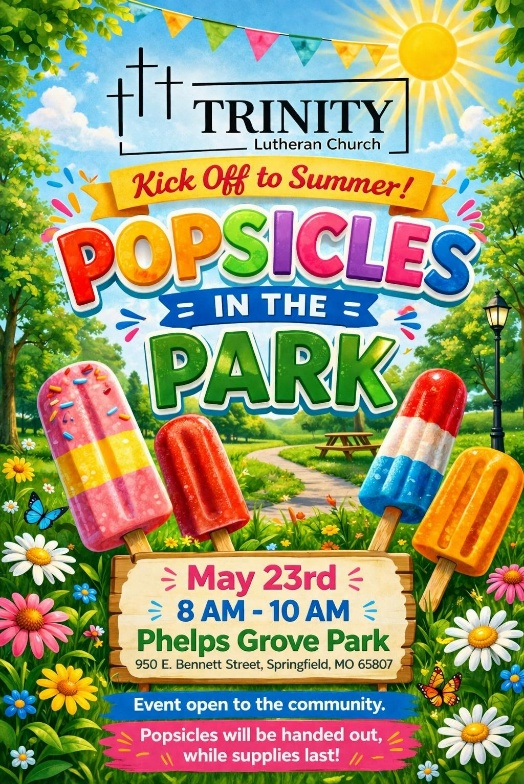 TRINITY
Lutheran Church
Kick Off to Summer!
POPSICLES
IN THE
PARK
May 23rd
8 AM - 10 AM
Phelps Grove Park
950 E. Bennett Street, Springfield, MO 65807
Event open to the community.
Popsicles will be handed out,
while supplies last!